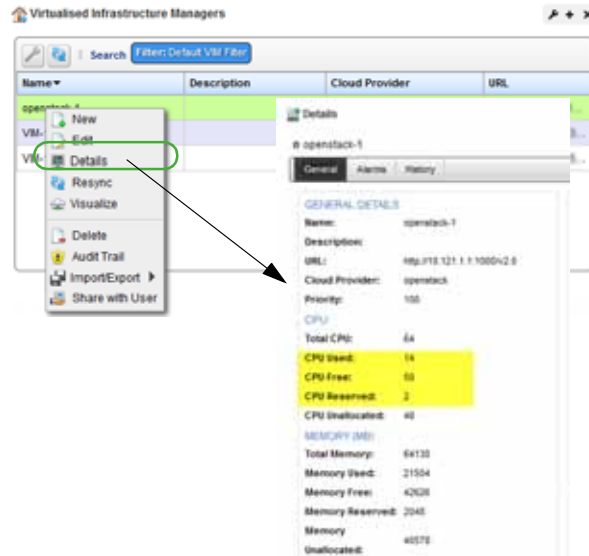 Virtualised Infrastructure Managers
Search Filter: Default VIM Filter
Name Description Cloud Provider URL
openstack-1
New
Edit
Details
Resync
Visualize
Delete
Audit Trail
Import/Export
Share with User
Details
openstack-1
General Alarms History
GENERAL DETAILS
Name: openstack-1
Description:
URL:
Cloud Provider: openstack
Priority: 100
CPU
Total CPU: 64
CPU Used: 14
CPU Free: 50
CPU Reserved: 2
CPU Unallocated: 48
MEMORY (MB)
Total Memory: 64130
Memory Used: 21504
Memory Free: 42626
Memory Reserved: 2048
Memory
Unallocated: